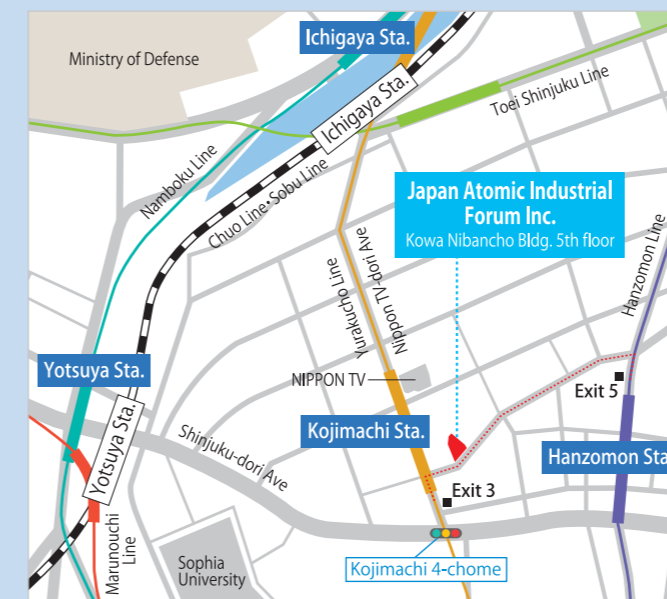 Ichigaya Sta.
Ministry of Defense
Ichigaya Sta.
Toei Shinjuku Line
Namboku Line
Chuo Line・Sobu Line
Japan Atomic Industrial
Forum Inc.
Kowa Nibancho Bldg. 5th floor
Hanzomon Line
Yurakucho Line
Nippon TV-dori Ave
Yotsuya Sta.
NIPPON TV
Exit 5
Yotsuya Sta.
Kojimachi Sta.
Shinjuku-dori Ave
Hanzomon Sta
Exit 3
Marunouchi
Line
Sophia
University
Kojimachi 4-chome